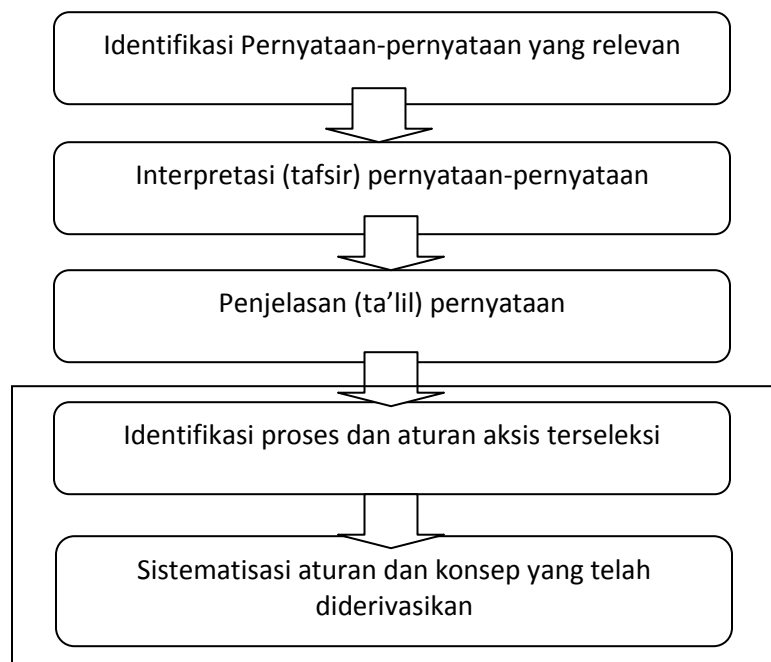 Identifikasi Pernyataan-pernyataan yang relevan
Interpretasi (tafsir) pernyataan-pernyataan
Penjelasan (ta’lil) pernyataan
Identifikasi proses dan aturan aksis terseleksi
Sistematisasi aturan dan konsep yang telah
diderivasikan